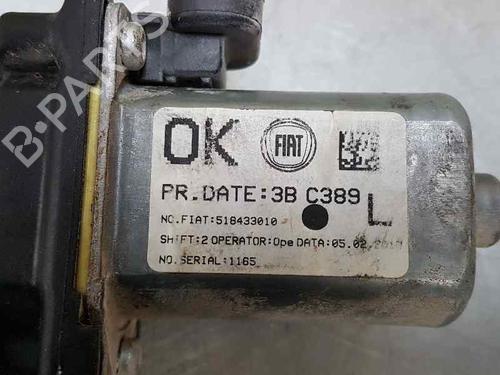 B-PARTS
OK FIAT
PR.DATE:3B C389
NO.FIAT:518433010 L
SHIFT:2 OPERATOR:Ope DATA:05.02.
NO.SERIAL:1165